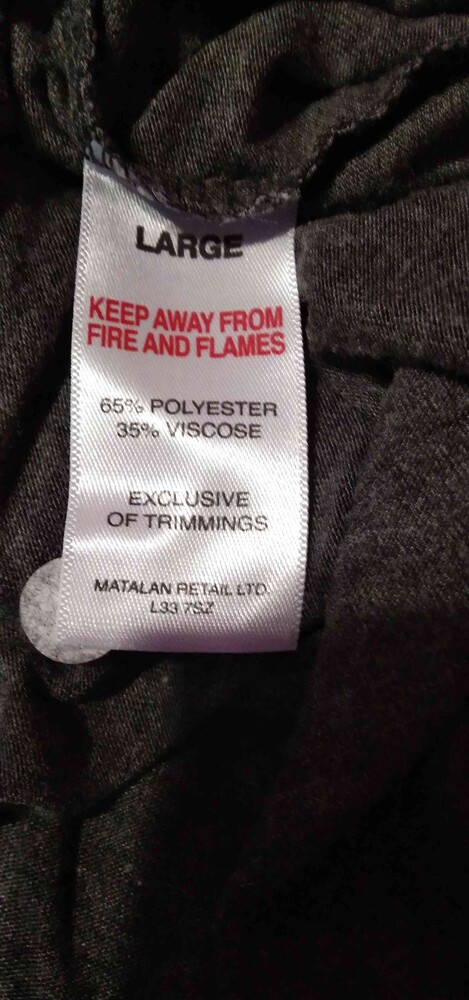 LARGE
KEEP AWAY FROM
FIRE AND FLAMES
65% POLYESTER
35% VISCOSE
EXCLUSIVE
OF TRIMMINGS
MATALAN RETAIL LTD.
L33 7SZ